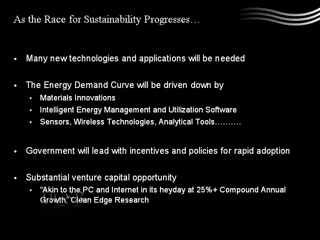 As the Race for Sustainability Progresses…
Many new technologies and applications will be needed
The Energy Demand Curve will be driven down by
Materials Innovations
Intelligent Energy Management and Utilization Software
Sensors, Wireless Technologies, Analytical Tools……….
Government will lead with incentives and policies for rapid adoption
Substantial venture capital opportunity
"Akin to the PC and Internet in its heyday at 25%+ Compound Annual
Growth" Clean Edge Research